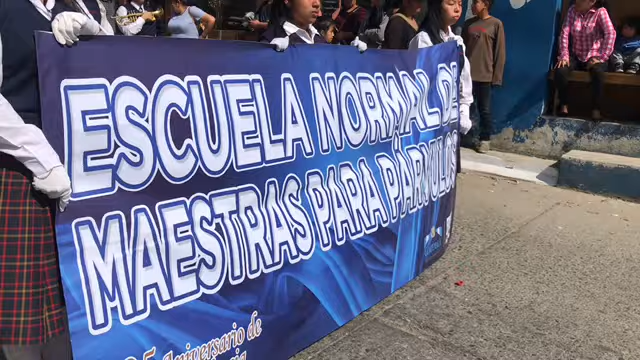 ESCUELA NORMAL DE
MAESTRAS PARA PÁRVULOS
Aniversario de